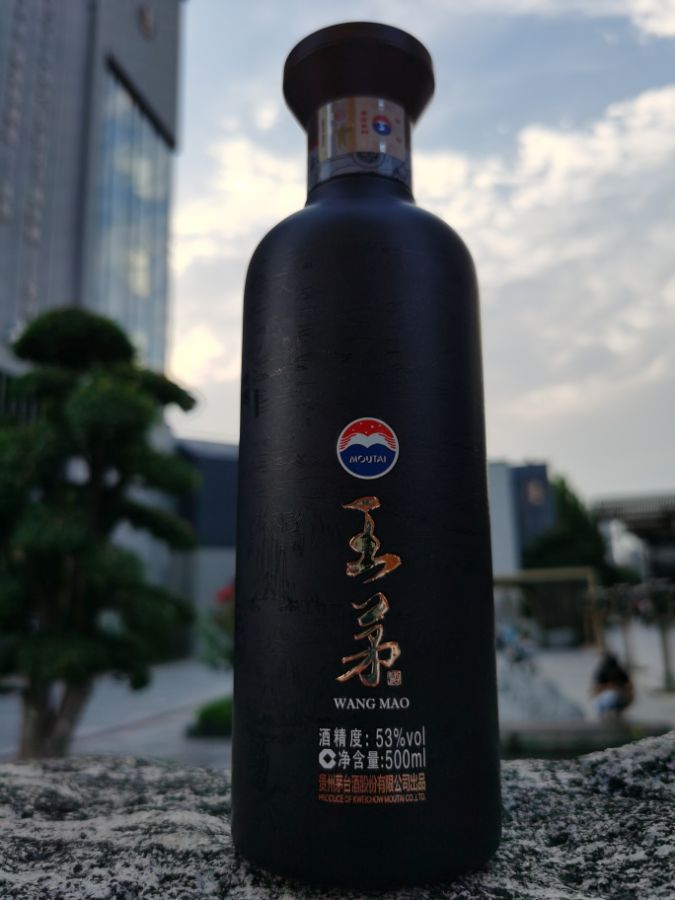 MOUTAI
王茅
WANG MAO
酒精度: 53%vol
净含量:500ml
贵州茅台酒股份有限公司出品
PRODUCE OF KWEICHOW MOUTAI CO.,LTD.